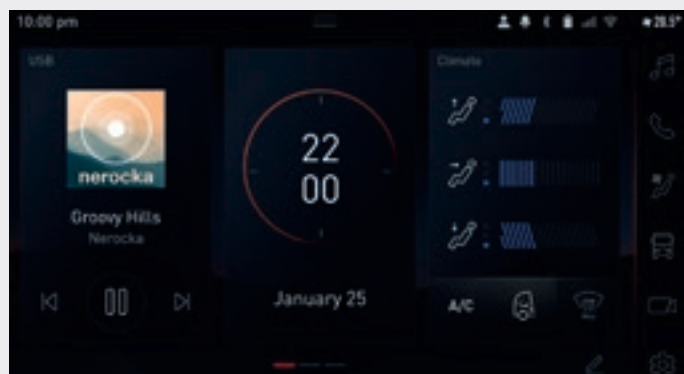 10:00 pm
28.5°
USB
nerocka
Groovy Hills
Nerocka
22
00
January 25
Climate
A/C